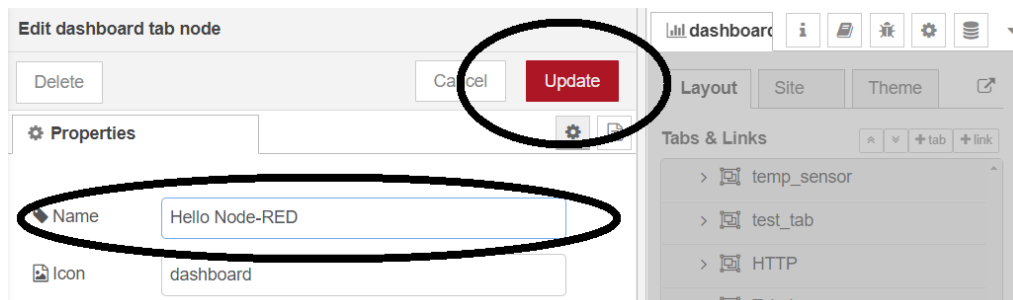 Edit dashboard tab node
Delete
Cancel
Update
Properties
Name
Hello Node-RED
Icon
dashboard
dashboard
i
Layout
Site
Theme
Tabs & Links
+tab
+link
temp_sensor
test_tab
HTTP